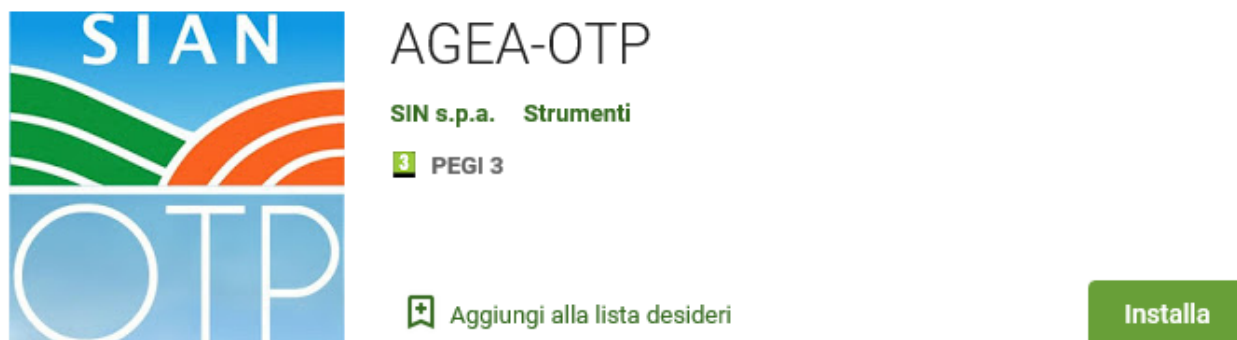 SIAN
OTP
AGEA-OTP
SIN s.p.a. Strumenti
3 PEGI 3
Aggiungi alla lista desideri
Installa